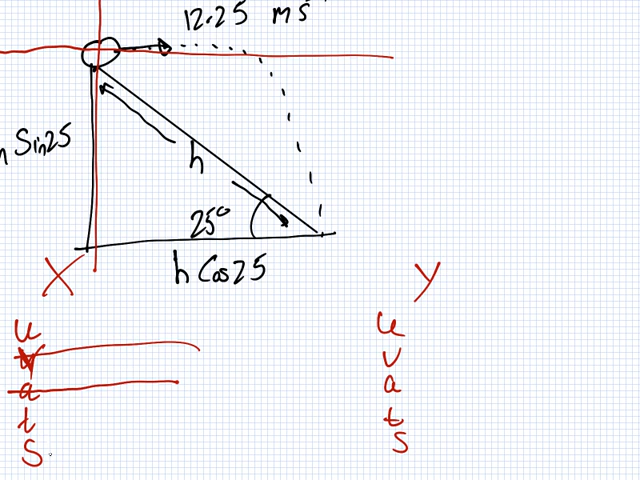 12.25 ms
Sin25
h
25°
h Cos25
X Y
u u
v v
a a
t t
s s